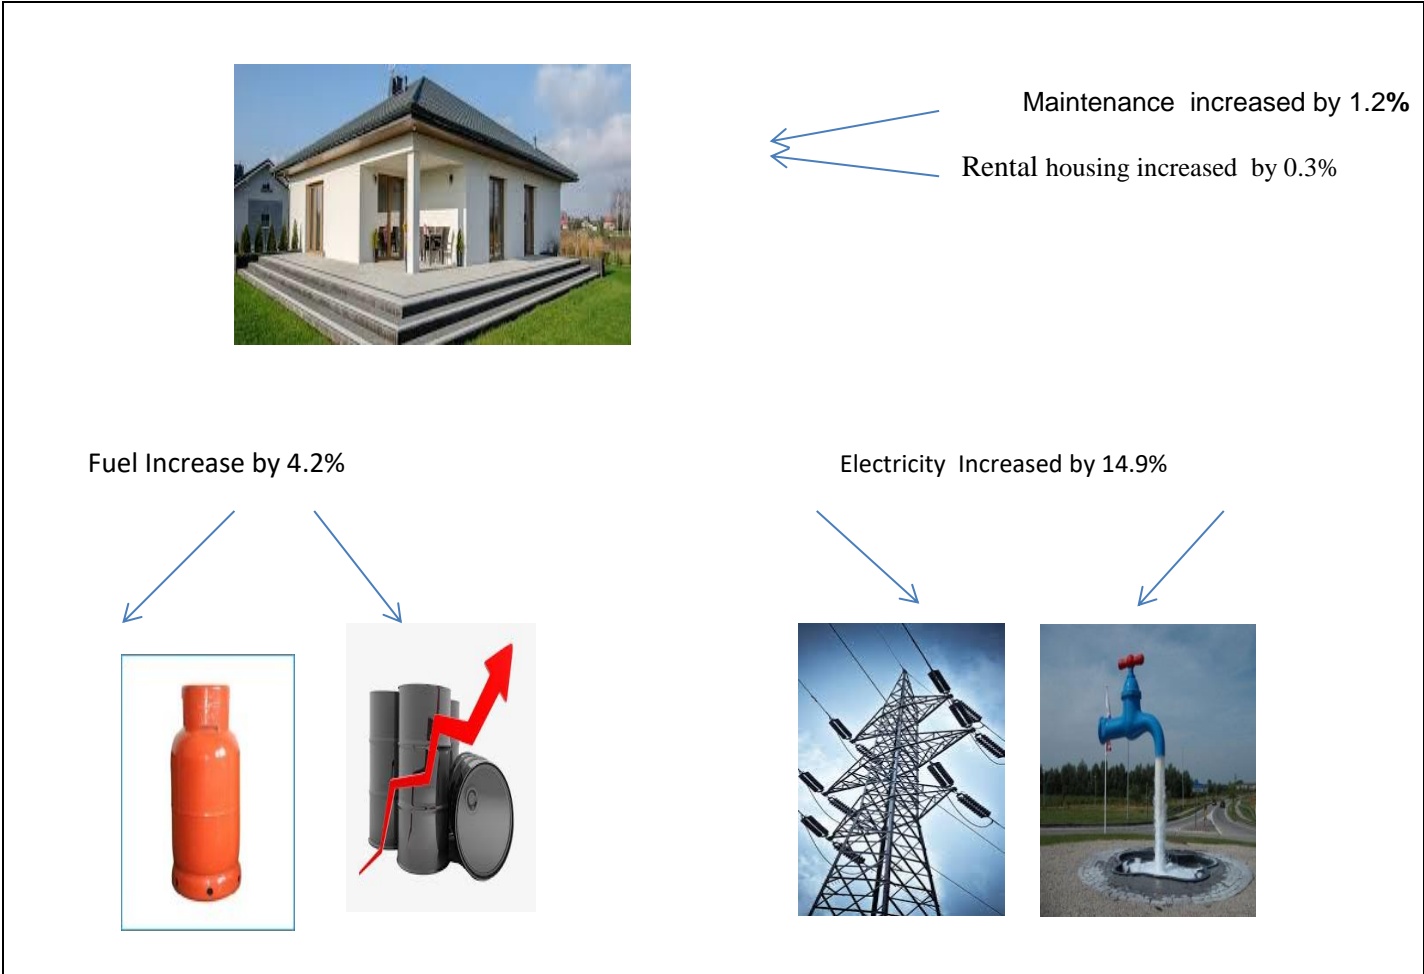 Maintenance increased by 1.2%
Rental housing increased by 0.3%
Fuel Increase by 4.2%
Electricity Increased by 14.9%